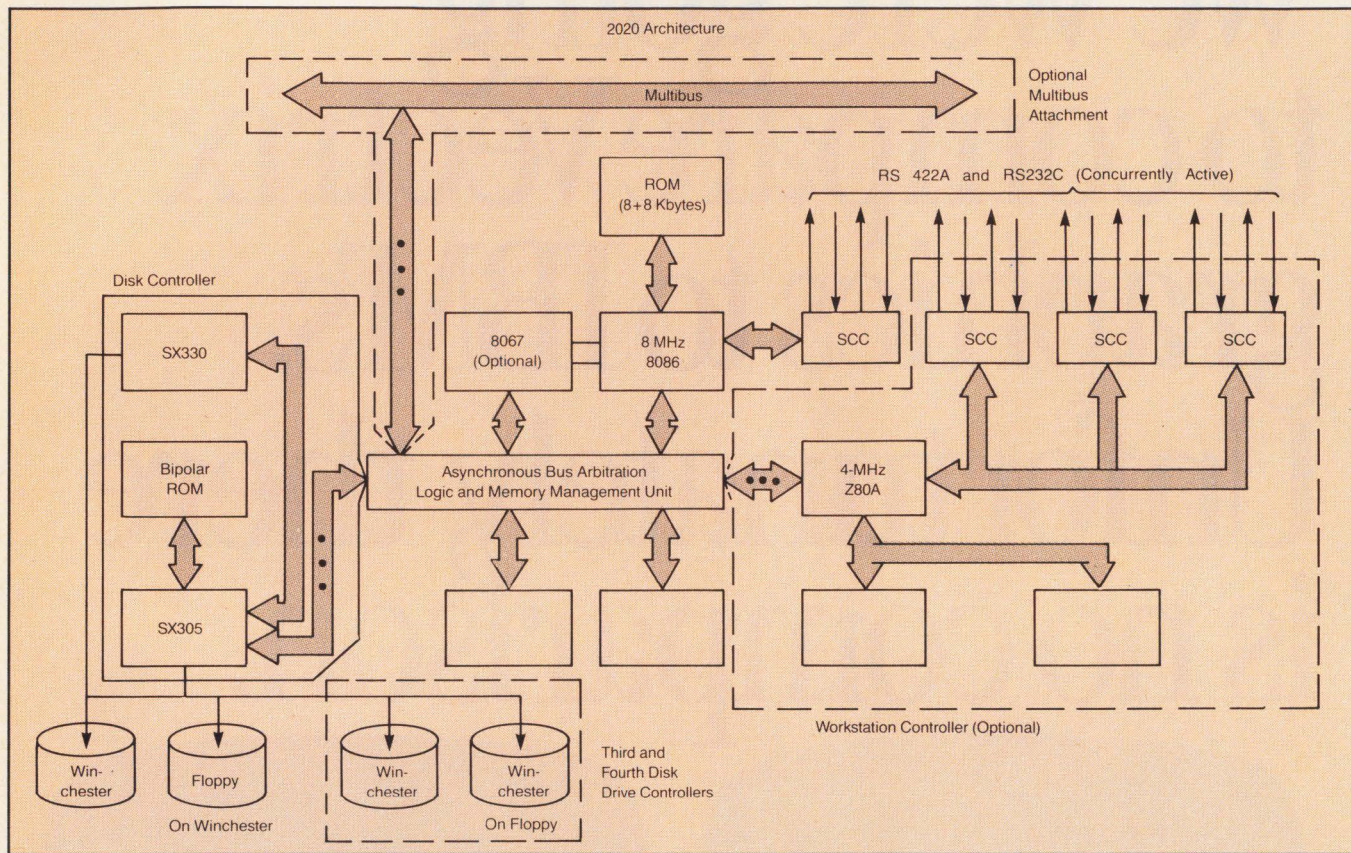 2020 Architecture
Multibus
Optional
Multibus
Attachment
ROM
(8+8 Kbytes)
RS 422A and RS232C (Concurrently Active)
Disk Controller
SX330
8067
(Optional)
8 MHz
8086
SCC
SCC
SCC
SCC
Bipolar
ROM
Asynchronous Bus Arbitration
Logic and Memory Management Unit
4-MHz
Z80A
SX305
Workstation Controller (Optional)
Win-
chester
Floppy
On Winchester
Win-
chester
Win-
chester
On Floppy
Third and
Fourth Disk
Drive Controllers